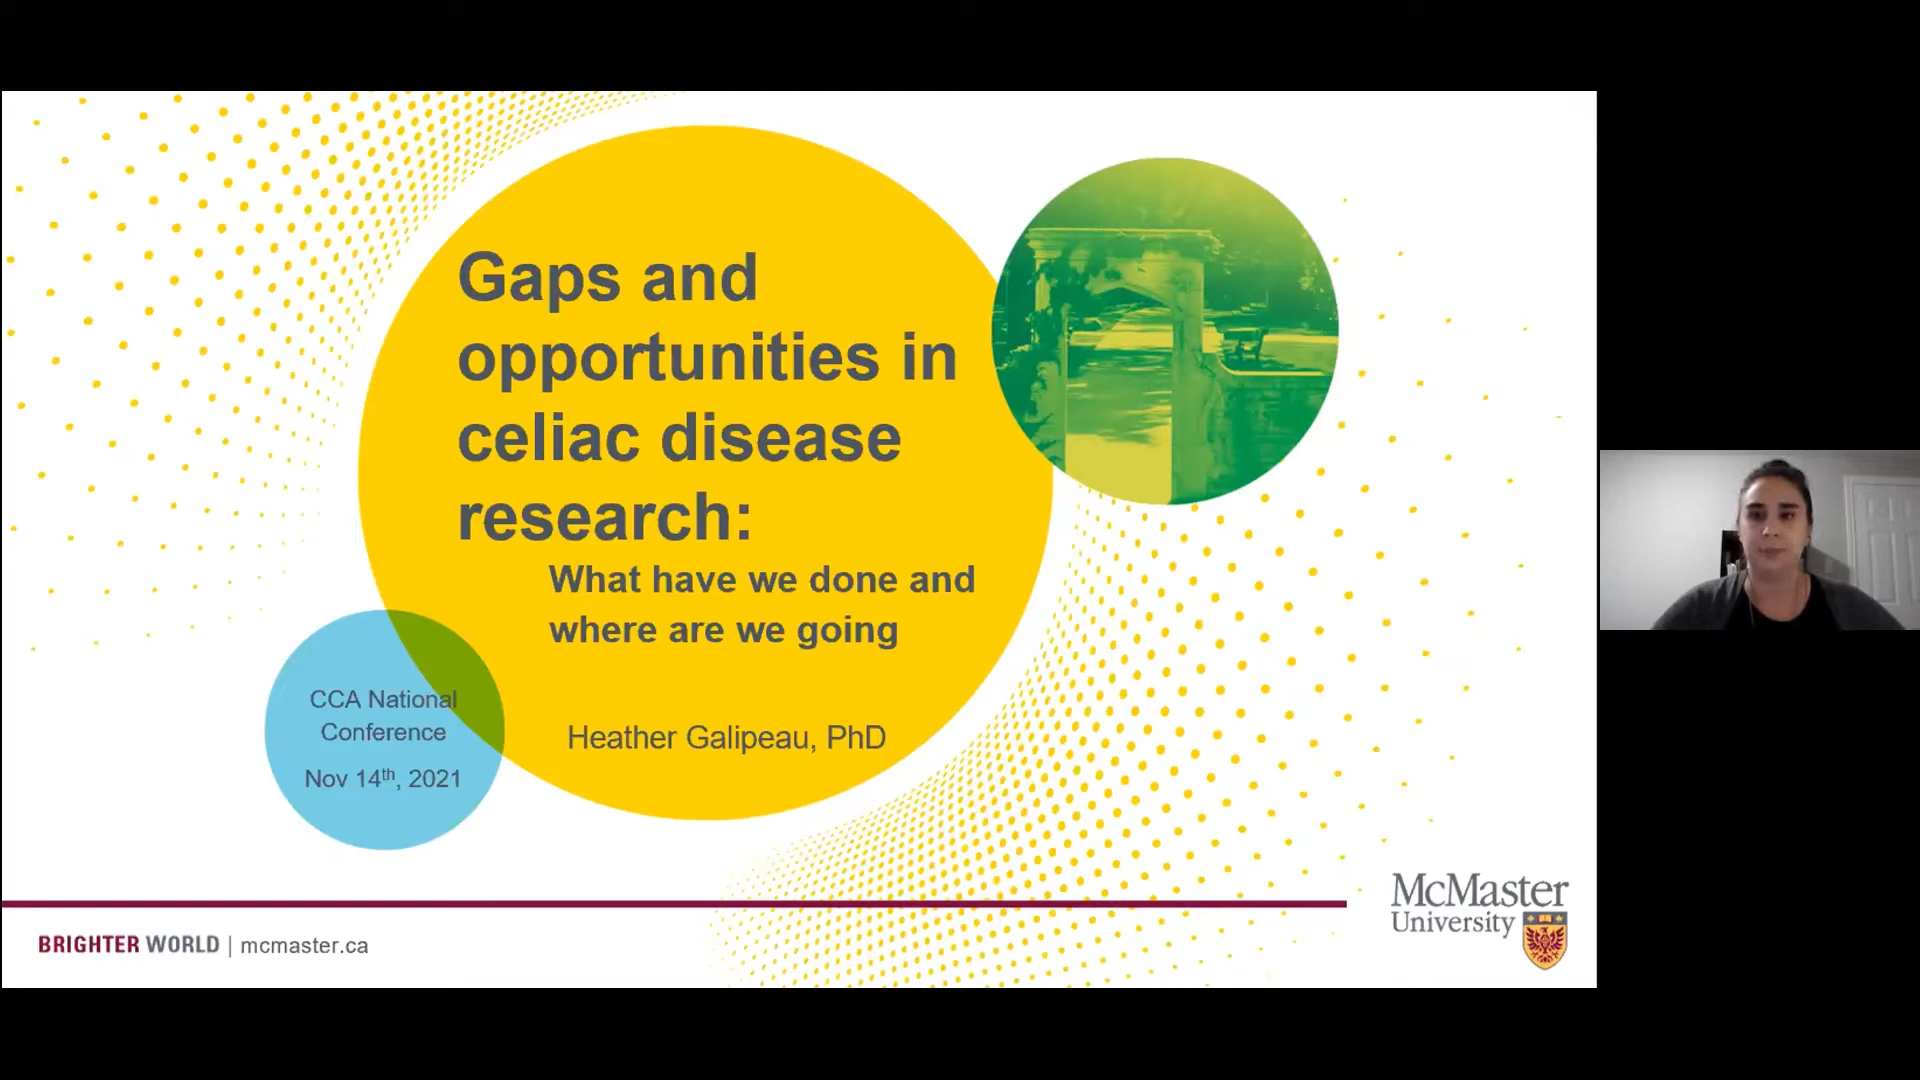 Gaps and
opportunities in
celiac disease
research:
What have we done and
where are we going
Heather Galipeau, PhD
CCA National
Conference
Nov 14th, 2021
BRIGHTER WORLD | mcmaster.ca
McMaster
University